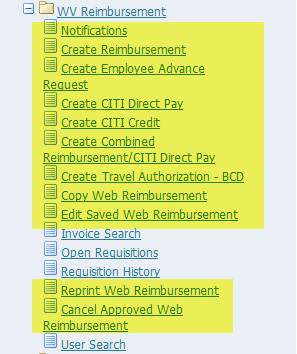 WV Reimbursement
Notifications
Create Reimbursement
Create Employee Advance
Request
Create CITI Direct Pay
Create CITI Credit
Create Combined
Reimbursement/CITI Direct Pay
Create Travel Authorization - BCD
Copy Web Reimbursement
Edit Saved Web Reimbursement
Invoice Search
Open Requisitions
Requisition History
Reprint Web Reimbursement
Cancel Approved Web
Reimbursement
User Search